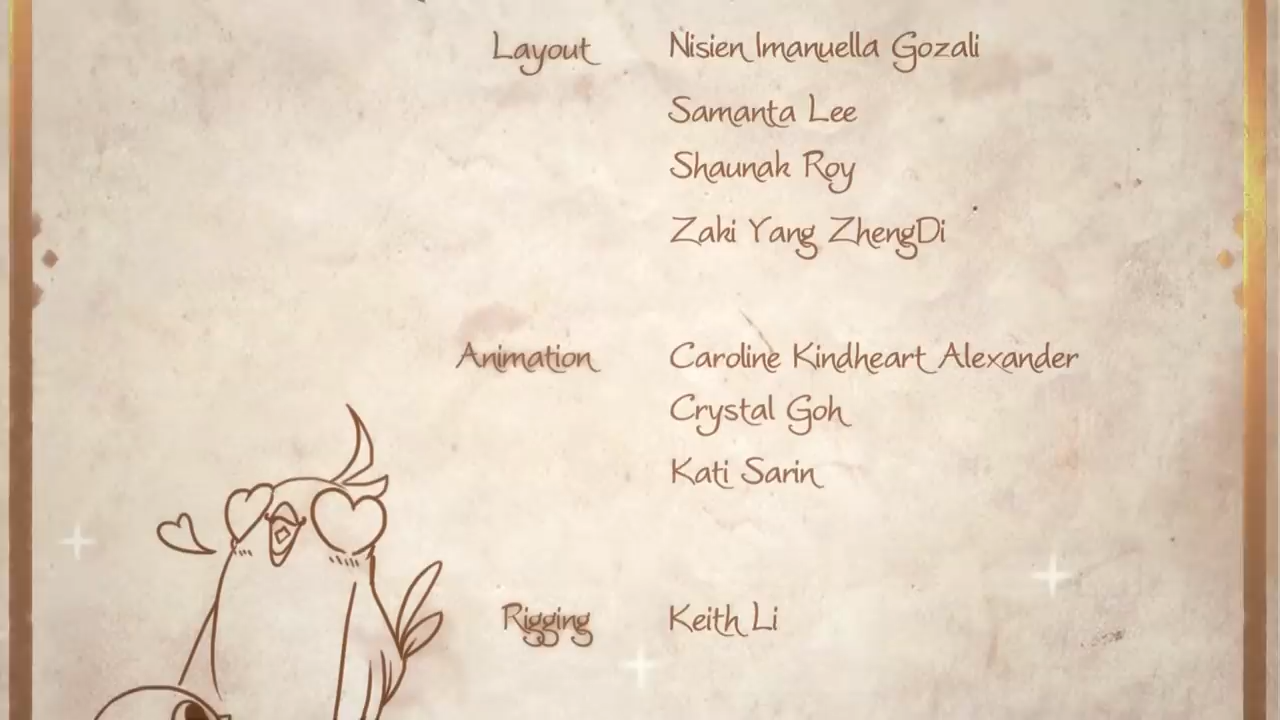 Layout Nisien Imanuella Gozali
Samanta Lee
Shaunak Roy
Zaki Yang ZhengDi
Animation Caroline Kindheart Alexander
Crystal Goh
Kati Sarin
Rigging Keith Li